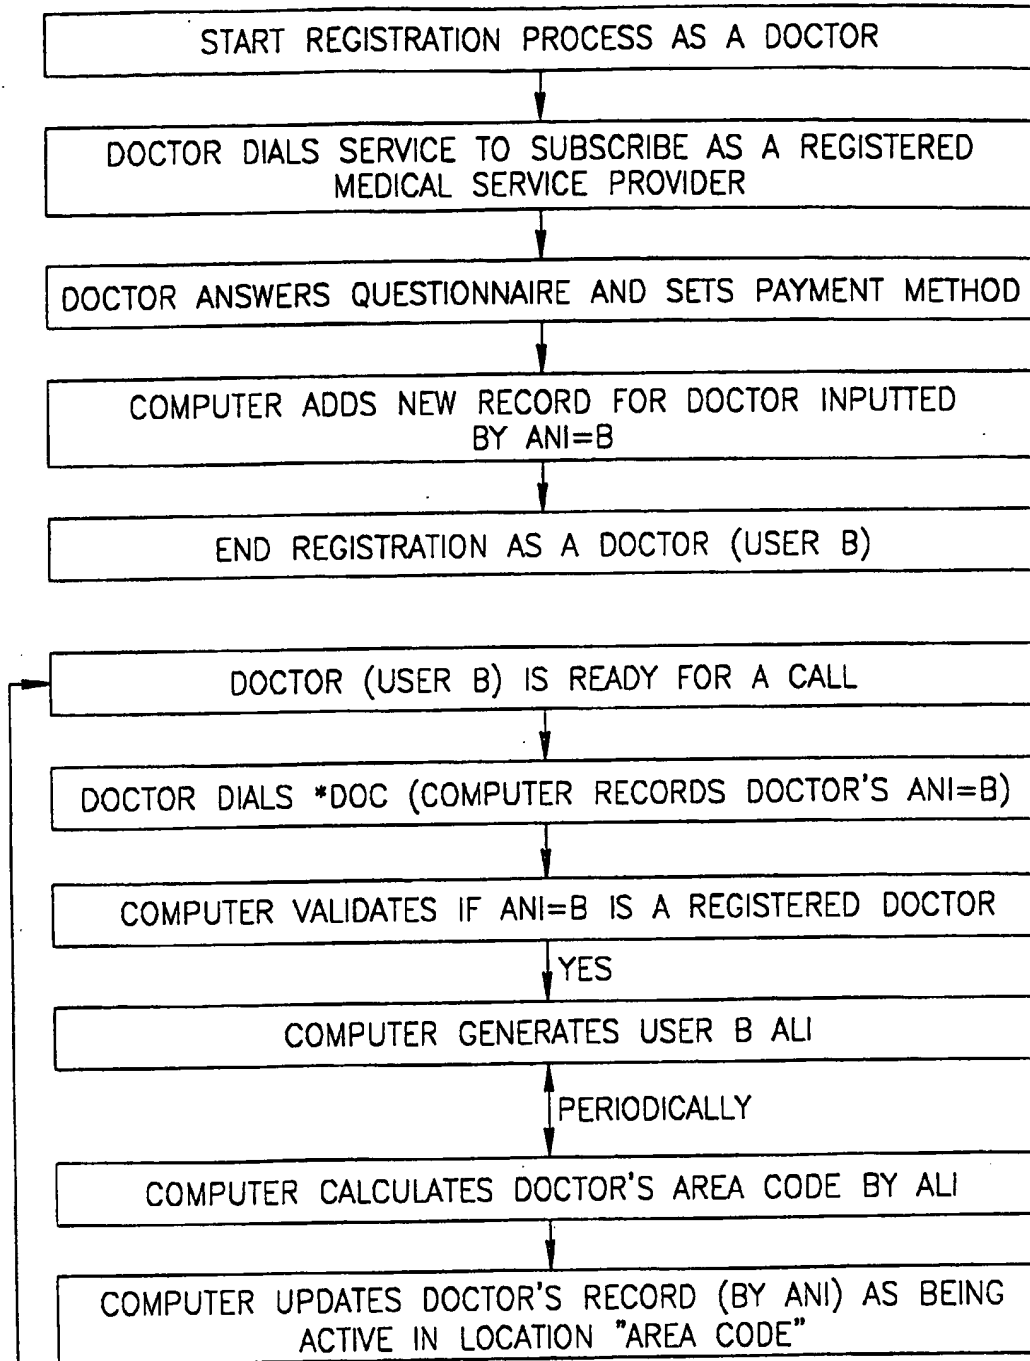 START REGISTRATION PROCESS AS A DOCTOR
DOCTOR DIALS SERVICE TO SUBSCRIBE AS A REGISTERED
MEDICAL SERVICE PROVIDER
DOCTOR ANSWERS QUESTIONNAIRE AND SETS PAYMENT METHOD
COMPUTER ADDS NEW RECORD FOR DOCTOR INPUTTED
BY ANI=B
END REGISTRATION AS A DOCTOR (USER B)
DOCTOR (USER B) IS READY FOR A CALL
DOCTOR DIALS *DOC (COMPUTER RECORDS DOCTOR'S ANI=B)
COMPUTER VALIDATES IF ANI=B IS A REGISTERED DOCTOR
YES
COMPUTER GENERATES USER B ALI
PERIODICALLY
COMPUTER CALCULATES DOCTOR'S AREA CODE BY ALI
COMPUTER UPDATES DOCTOR'S RECORD (BY ANI) AS BEING
ACTIVE IN LOCATION "AREA CODE"